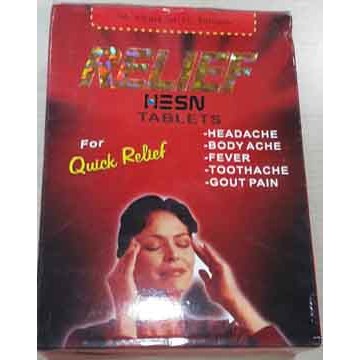 RELIEF
HESN
TABLETS
For
Quick Relief
-HEADACHE
-BODY ACHE
-FEVER
-TOOTHACHE
-GOUT PAIN